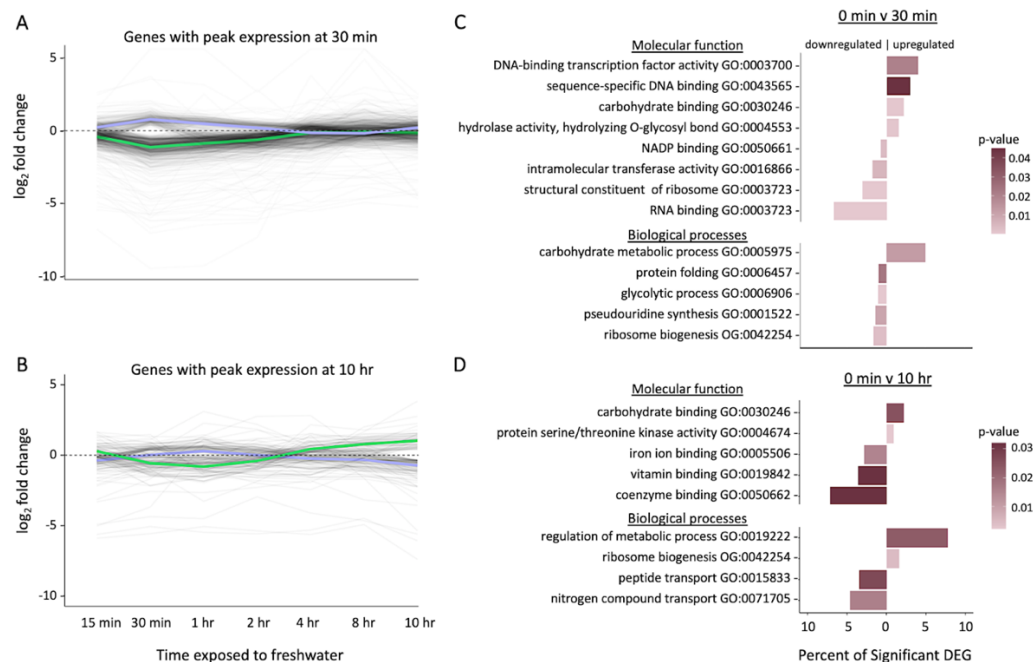 A
Genes with peak expression at 30 min
5
0
-5
-10
log2 fold change
B
Genes with peak expression at 10 hr
5
0
-5
-10
log2 fold change
15 min 30 min 1 hr 2 hr 4 hr 8 hr 10 hr
Time exposed to freshwater
C
0 min v 30 min
Molecular function
downregulated | upregulated
DNA-binding transcription factor activity GO:0003700
sequence-specific DNA binding GO:0043565
carbohydrate binding GO:0030246
hydrolase activity, hydrolyzing O-glycosyl bond GO:0004553
NADP binding GO:0050661
intramolecular transferase activity GO:0016866
structural constituent of ribosome GO:0003723
RNA binding GO:0003723
Biological processes
carbohydrate metabolic process GO:0005975
protein folding GO:0006457
glycolytic process GO:0006906
pseudouridine synthesis GO:0001522
ribosome biogenesis OG:0042254
p-value
0.04
0.03
0.02
0.01
D
0 min v 10 hr
Molecular function
carbohydrate binding GO:0030246
protein serine/threonine kinase activity GO:0004674
iron ion binding GO:0005506
vitamin binding GO:0019842
coenzyme binding GO:0050662
Biological processes
regulation of metabolic process GO:0019222
ribosome biogenesis OG:0042254
peptide transport GO:0015833
nitrogen compound transport GO:0071705
p-value
0.03
0.02
0.01
10 5 0 5 10
Percent of Significant DEG